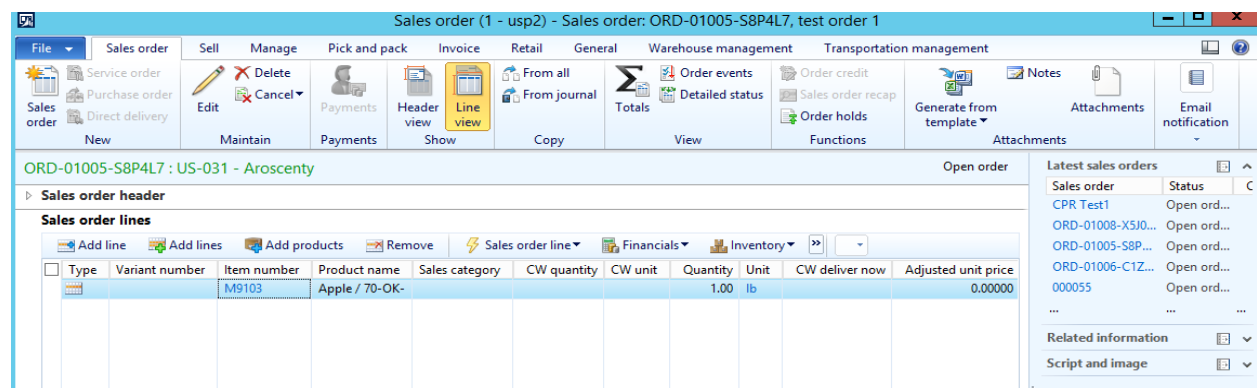 Sales order (1 - usp2) - Sales order: ORD-01005-S8P4L7, test order 1
File Sales order Sell Manage Pick and pack Invoice Retail General Warehouse management Transportation management
Sales order
Service order
Purchase order
Direct delivery
New
Edit
Delete
Cancel
Maintain
Payments
Payments
Header view
Line view
Show
From all
From journal
Copy
Totals
Order events
Detailed status
View
Order credit
Sales order recap
Order holds
Functions
Generate from template
Notes
Attachments
Attachments
Email notification
ORD-01005-S8P4L7 : US-031 - Aroscenty Open order
Sales order header
Sales order lines
Add line Add lines Add products Remove Sales order line Financials Inventory »
Type Variant number Item number Product name Sales category CW quantity CW unit Quantity Unit CW deliver now Adjusted unit price
M9103 Apple / 70-OK- 1.00 lb 0.00000
Latest sales orders
Sales order Status C
CPR Test1 Open ord...
ORD-01008-X5J0... Open ord...
ORD-01005-S8P... Open ord...
ORD-01006-C1Z... Open ord...
000055 Open ord...
... ... ...
Related information
Script and image